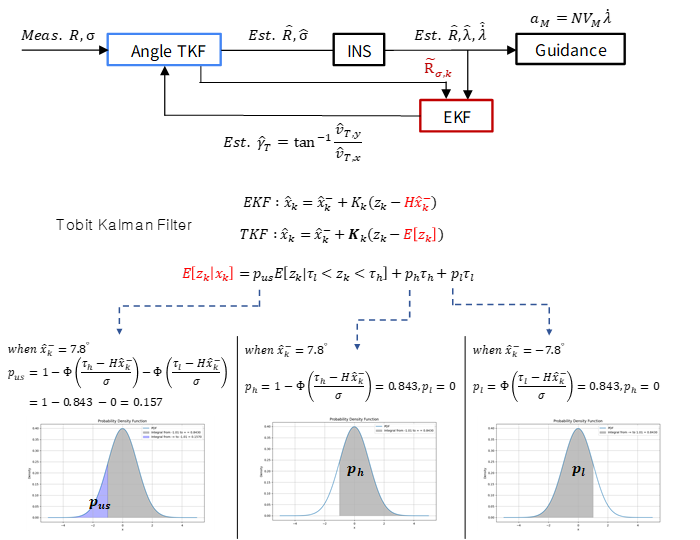 Meas. R, σ
Angle TKF
Est. R̂, σ̂
INS
Est. R̂, λ̂, λ̇̂
a_M = NV_M λ̇
Guidance
R̃_σ,k
EKF
Est. γ̂_T = tan⁻¹ v̂_T,y / v̂_T,x
Tobit Kalman Filter
EKF : x̂_k = x̂_k⁻ + K_k(z_k − Hx̂_k⁻)
TKF : x̂_k = x̂_k⁻ + K_k(z_k − E[z_k])
E[z_k|x_k] = p_us E[z_k|τ_l < z_k < τ_h] + p_h τ_h + p_l τ_l
when x̂_k⁻ = 7.8°
p_us = 1 − Φ((τ_h − Hx̂_k⁻)/σ) − Φ((τ_l − Hx̂_k⁻)/σ)
= 1 − 0.843 − 0 = 0.157
when x̂_k⁻ = 7.8°
p_h = 1 − Φ((τ_h − Hx̂_k⁻)/σ) = 0.843, p_l = 0
when x̂_k⁻ = −7.8°
p_l = Φ((τ_l − Hx̂_k⁻)/σ) = 0.843, p_h = 0
Probability Density Function
p_us
Probability Density Function
p_h
Probability Density Function
p_l